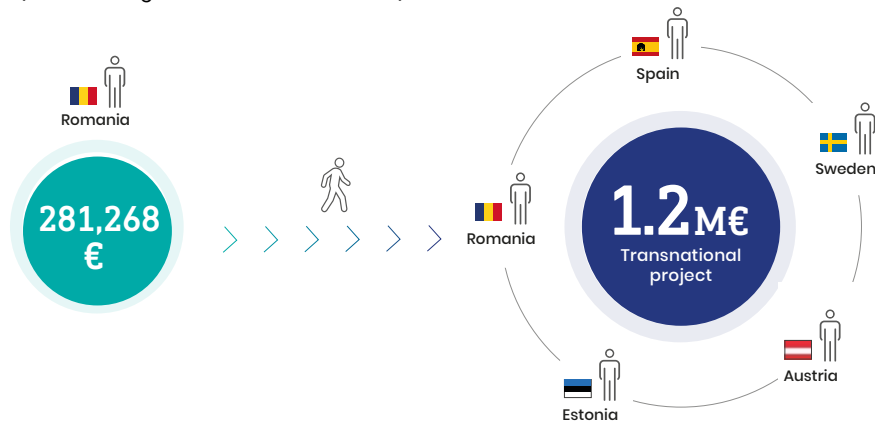 Romania
281,268
€
Spain
Sweden
Romania
1.2M€
Transnational
project
Austria
Estonia